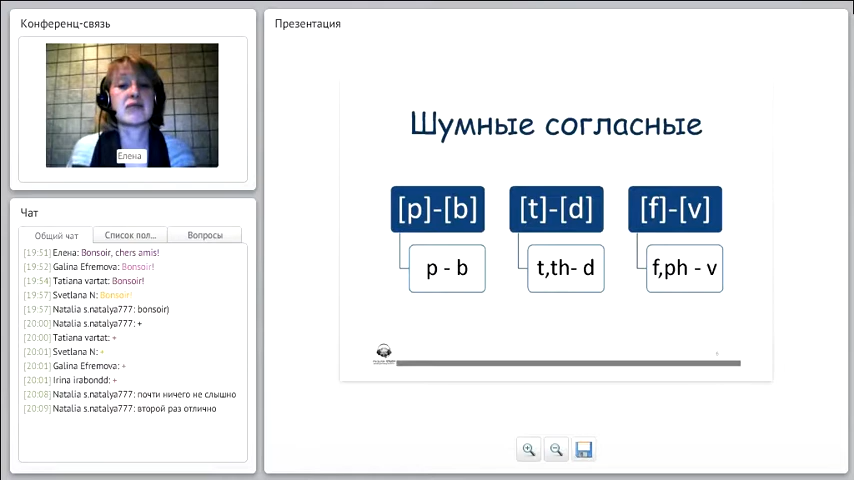 Конференц-связь
Елена
Чат
Общий чат
Список пол...
Вопросы
[19:51] Елена: Bonsoir, chers amis!
[19:52] Galina Efremova: Bonsoir!
[19:54] Tatiana vartat: Bonsoir!
[19:57] Svetlana N: Bonsoir!
[19:57] Natalia s.natalya777: bonsoir)
[20:00] Natalia s.natalya777: +
[20:00] Tatiana vartat: +
[20:01] Svetlana N: +
[20:01] Galina Efremova: +
[20:01] Irina irabondd: +
[20:08] Natalia s.natalya777: почти ничего не слышно
[20:09] Natalia s.natalya777: второй раз отлично
Презентация
Шумные согласные
[p]-[b]
[t]-[d]
[f]-[v]
p - b
t,th- d
f,ph - v